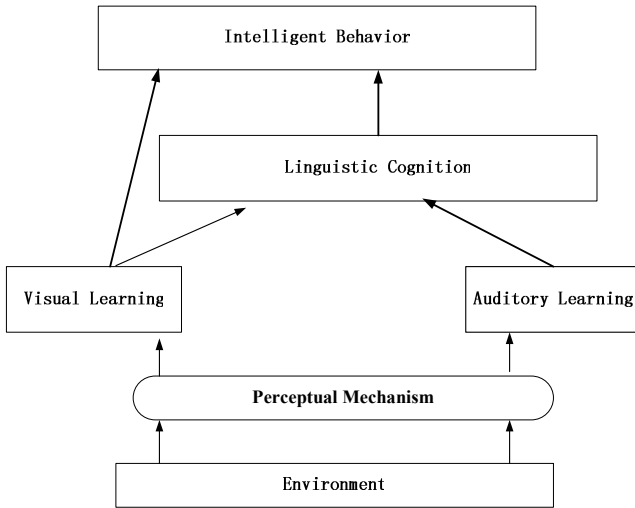 Intelligent Behavior
Linguistic Cognition
Visual Learning
Auditory Learning
Perceptual Mechanism
Environment